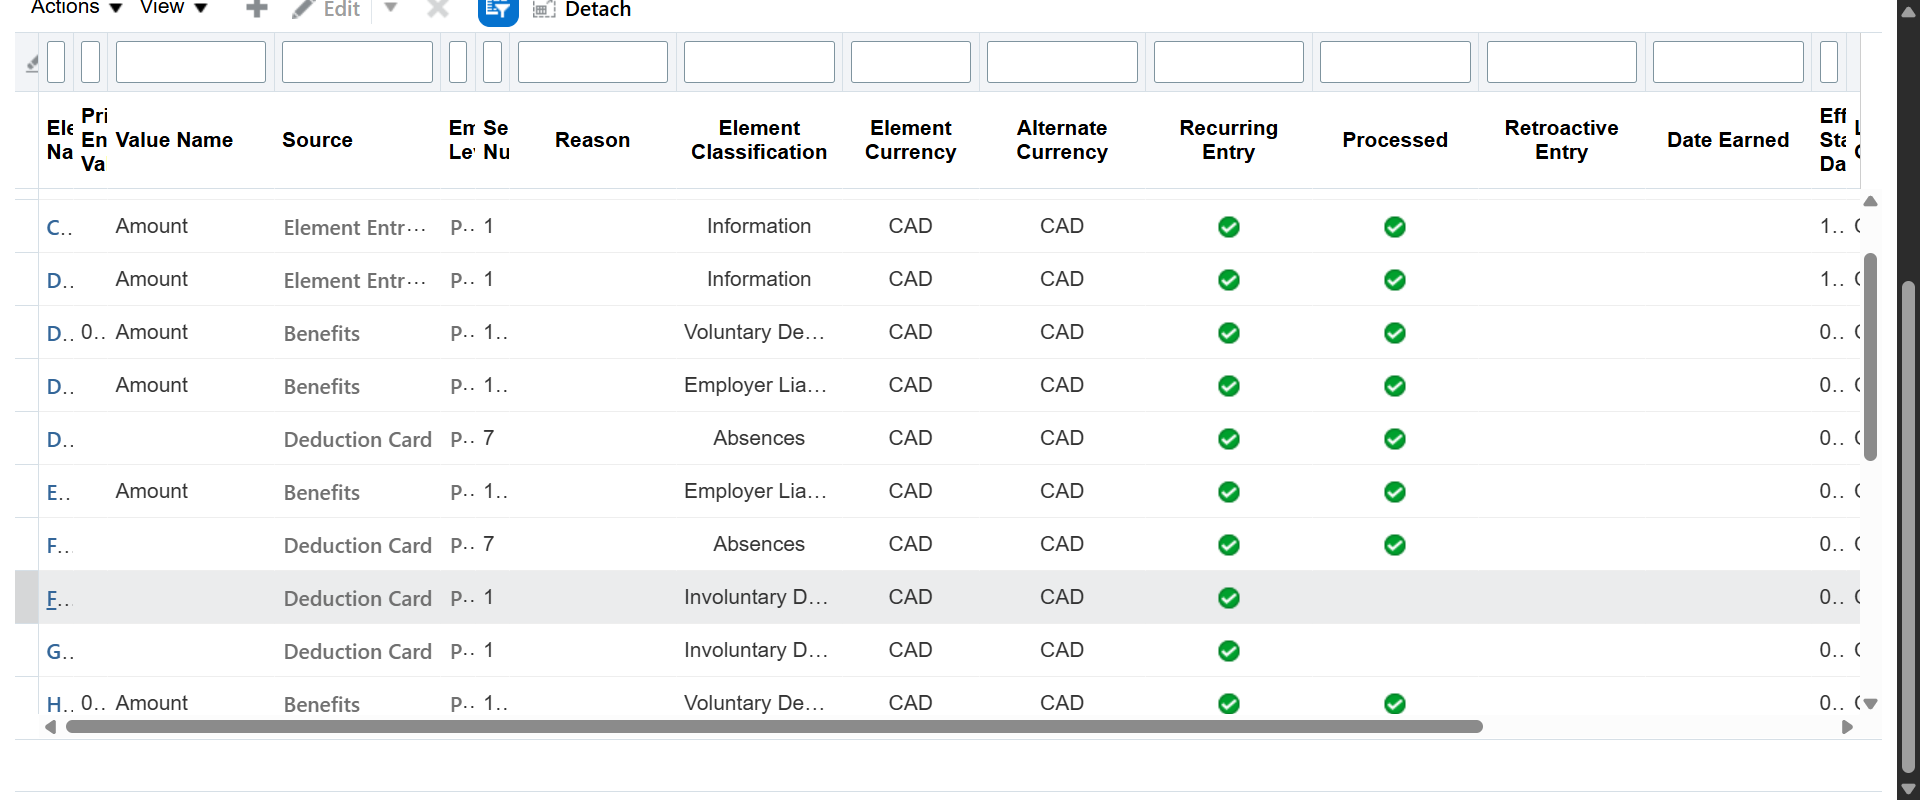 Actions View Edit Detach
Ele Na Pri En Va Value Name Source Em Le Se Nu Reason Element Classification Element Currency Alternate Currency Recurring Entry Processed Retroactive Entry Date Earned Eff Sta Da
C.. Amount Element Entr... P.. 1 Information CAD CAD 1..
D.. Amount Element Entr... P.. 1 Information CAD CAD 1..
D.. 0.. Amount Benefits P.. 1.. Voluntary De... CAD CAD 0..
D.. Amount Benefits P.. 1.. Employer Lia... CAD CAD 0..
D.. Deduction Card P.. 7 Absences CAD CAD 0..
E.. Amount Benefits P.. 1.. Employer Lia... CAD CAD 0..
F.. Deduction Card P.. 7 Absences CAD CAD 0..
F.. Deduction Card P.. 1 Involuntary D... CAD CAD 0..
G.. Deduction Card P.. 1 Involuntary D... CAD CAD 0..
H.. 0.. Amount Benefits P.. 1.. Voluntary De... CAD CAD 0..